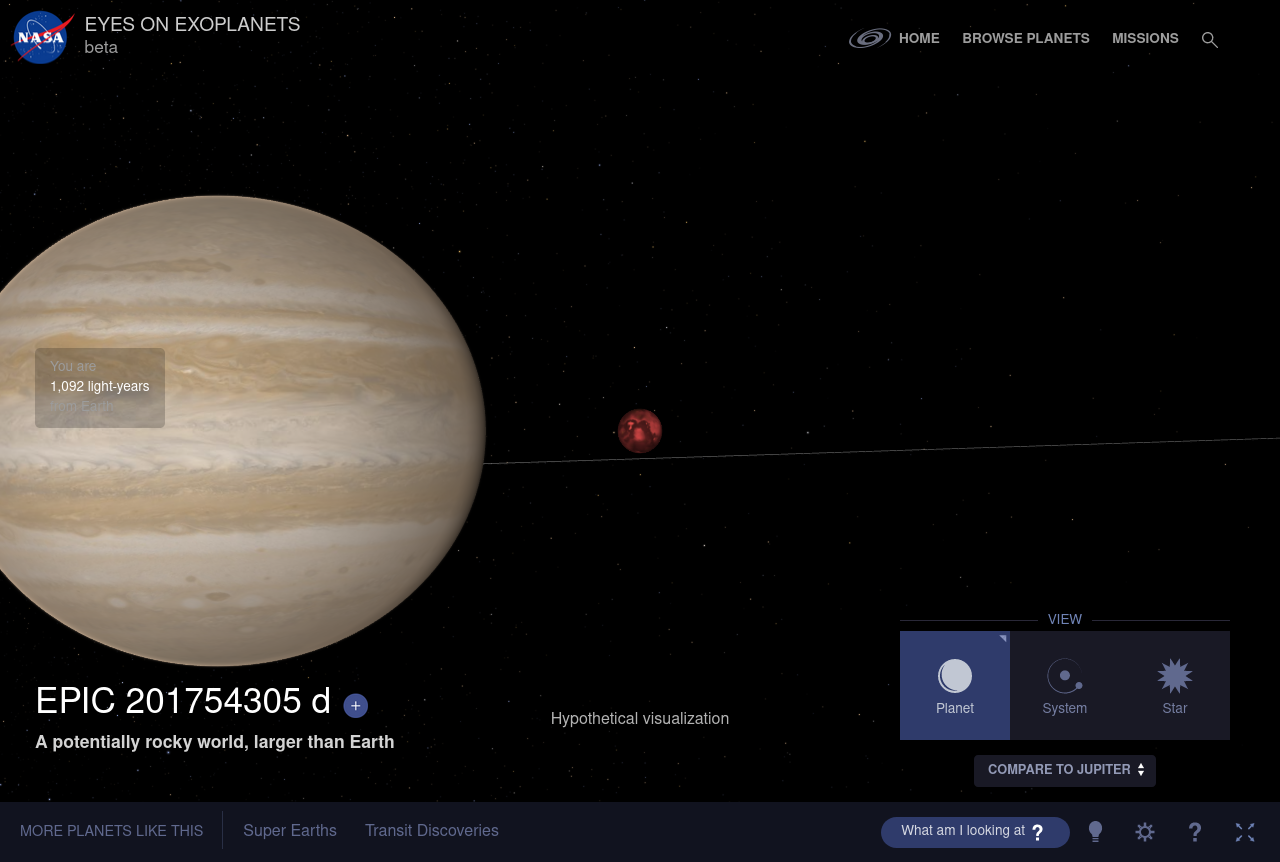 NASA
EYES ON EXOPLANETS
beta
HOME
BROWSE PLANETS
MISSIONS
You are
1,092 light-years
from Earth
VIEW
Planet
System
Star
COMPARE TO JUPITER
EPIC 201754305 d +
A potentially rocky world, larger than Earth
Hypothetical visualization
MORE PLANETS LIKE THIS
Super Earths
Transit Discoveries
What am I looking at ?
?